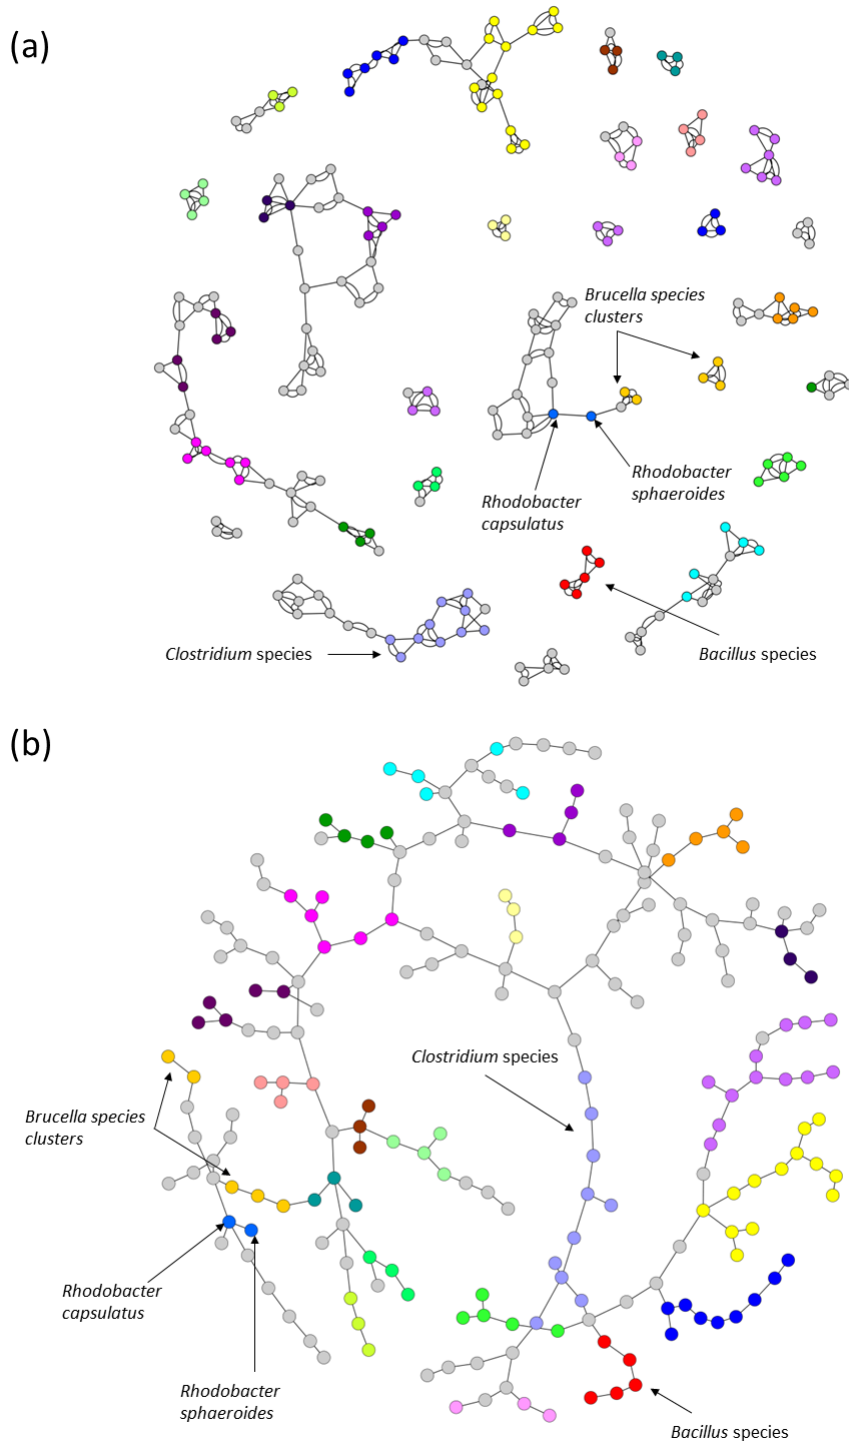 (a)
Brucella species
clusters
Rhodobacter
sphaeroides
Rhodobacter
capsulatus
Clostridium species
Bacillus species
(b)
Clostridium species
Brucella species
clusters
Rhodobacter
capsulatus
Rhodobacter
sphaeroides
Bacillus species